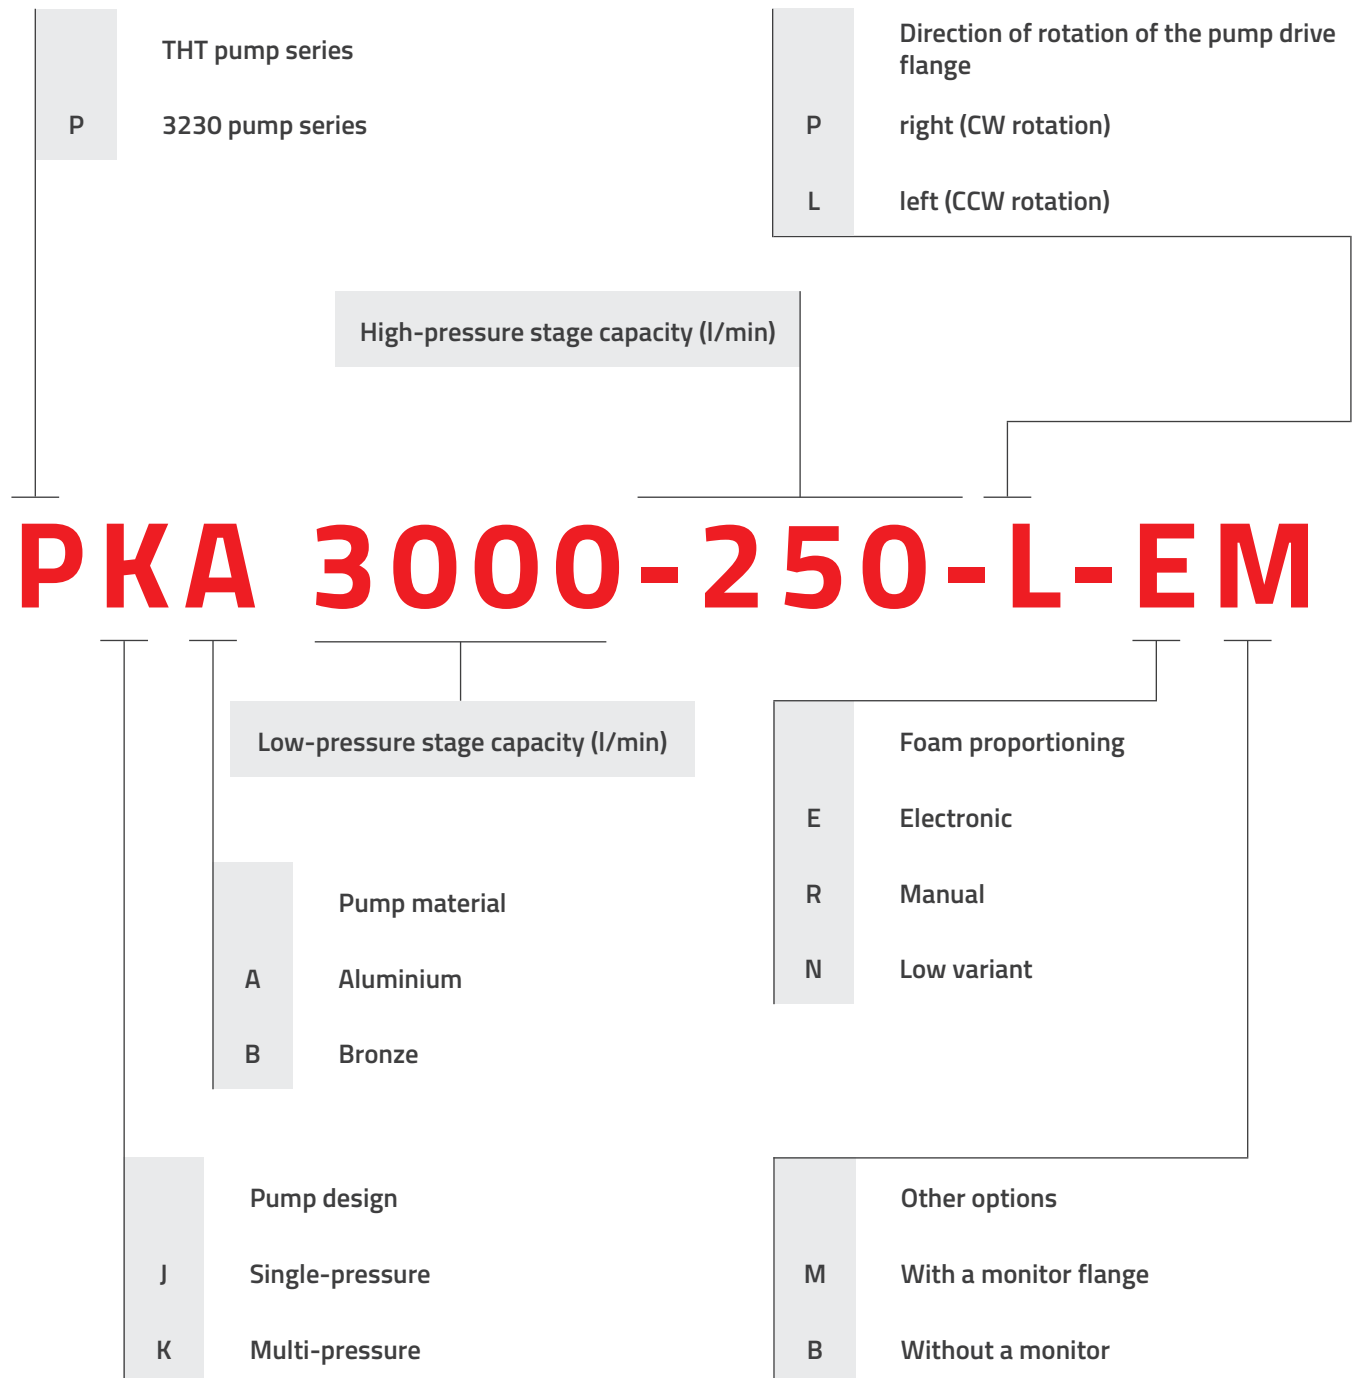 THT pump series
P 3230 pump series
Direction of rotation of the pump drive
flange
P right (CW rotation)
L left (CCW rotation)
High-pressure stage capacity (l/min)
PKA 3000-250-L-EM
Low-pressure stage capacity (l/min)
Pump material
A Aluminium
B Bronze
Foam proportioning
E Electronic
R Manual
N Low variant
Pump design
J Single-pressure
K Multi-pressure
Other options
M With a monitor flange
B Without a monitor